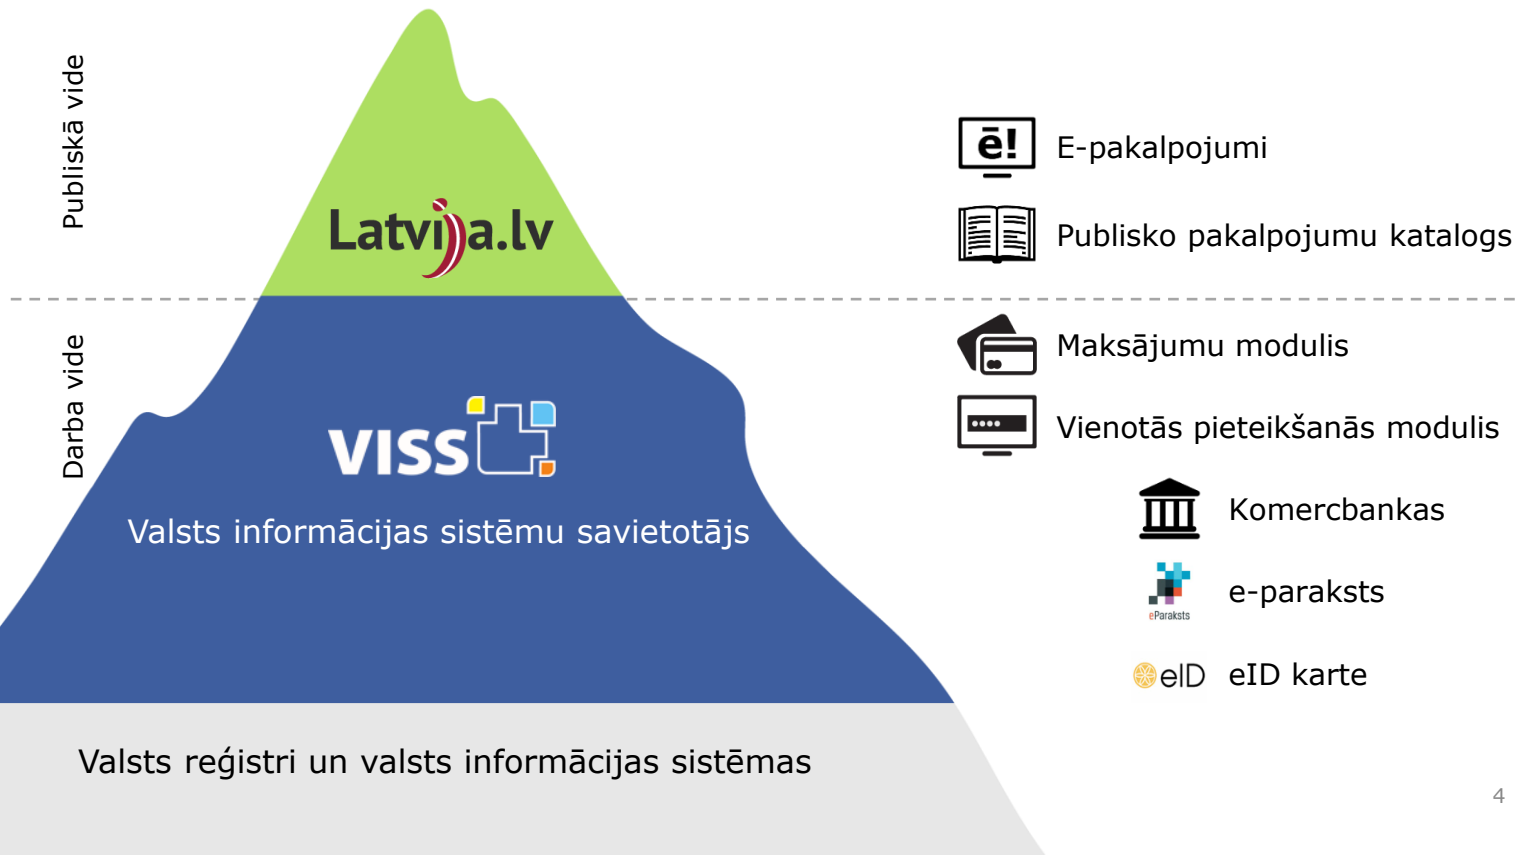 Publiskā vide
Latvija.lv
ē!
E-pakalpojumi
Publisko pakalpojumu katalogs
Darba vide
VISS
Valsts informācijas sistēmu savietotājs
Maksājumu modulis
Vienotās pieteikšanās modulis
Komercbankas
eParaksts
e-paraksts
eID
eID karte
Valsts reģistri un valsts informācijas sistēmas
4